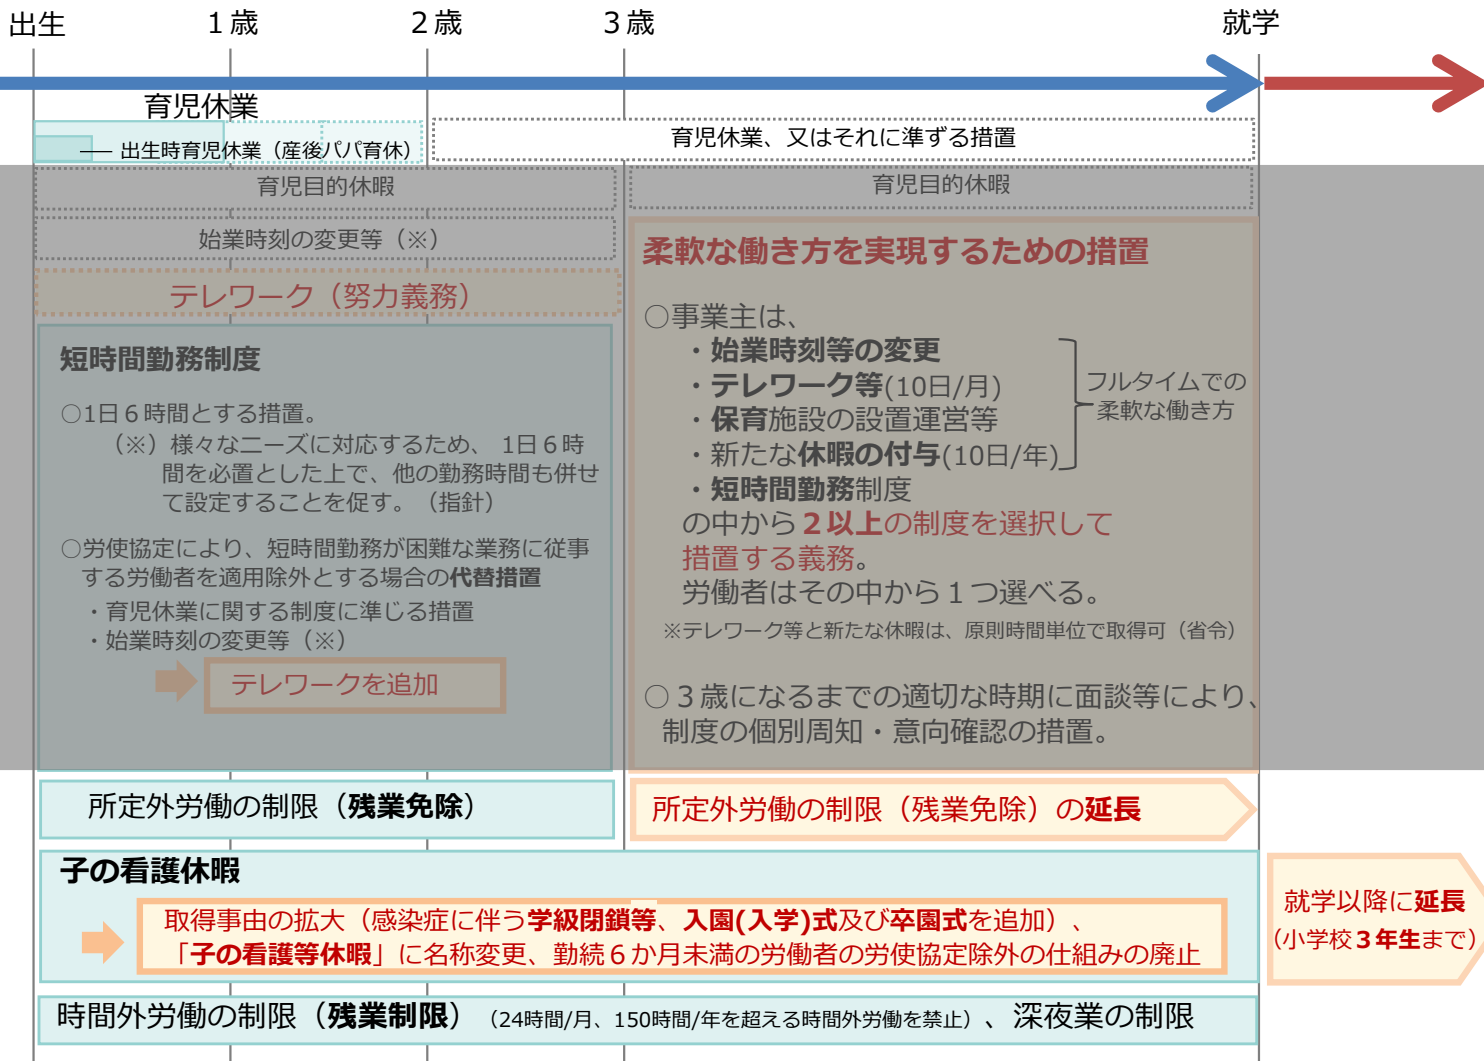 出生 1歳 2歳 3歳 就学
育児休業
― 出生時育児休業（産後パパ育休）
育児休業、又はそれに準ずる措置
育児目的休暇
育児目的休暇
始業時刻の変更等（※）
テレワーク（努力義務）
短時間勤務制度
○1日６時間とする措置。
（※）様々なニーズに対応するため、 1日６時
間を必置とした上で、他の勤務時間も併せ
て設定することを促す。（指針）
○労使協定により、短時間勤務が困難な業務に従事
する労働者を適用除外とする場合の代替措置
・育児休業に関する制度に準じる措置
・始業時刻の変更等（※）
テレワークを追加
柔軟な働き方を実現するための措置
○事業主は、
・始業時刻等の変更
・テレワーク等(10日/月)
・保育施設の設置運営等
・新たな休暇の付与(10日/年)
・短時間勤務制度
フルタイムでの
柔軟な働き方
の中から２以上の制度を選択して
措置する義務。
労働者はその中から１つ選べる。
※テレワーク等と新たな休暇は、原則時間単位で取得可（省令）
○３歳になるまでの適切な時期に面談等により、
制度の個別周知・意向確認の措置。
所定外労働の制限（残業免除）
所定外労働の制限（残業免除）の延長
子の看護休暇
取得事由の拡大（感染症に伴う学級閉鎖等、入園(入学)式及び卒園式を追加）、
「子の看護等休暇」に名称変更、勤続６か月未満の労働者の労使協定除外の仕組みの廃止
就学以降に延長
（小学校３年生まで）
時間外労働の制限（残業制限）（24時間/月、150時間/年を超える時間外労働を禁止）、深夜業の制限